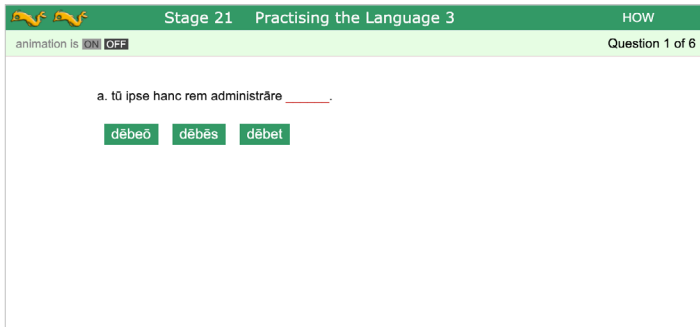 Stage 21 Practising the Language 3 HOW
animation is ON OFF Question 1 of 6
a. tū ipse hanc rem administrāre ______.
dēbeō dēbēs dēbet